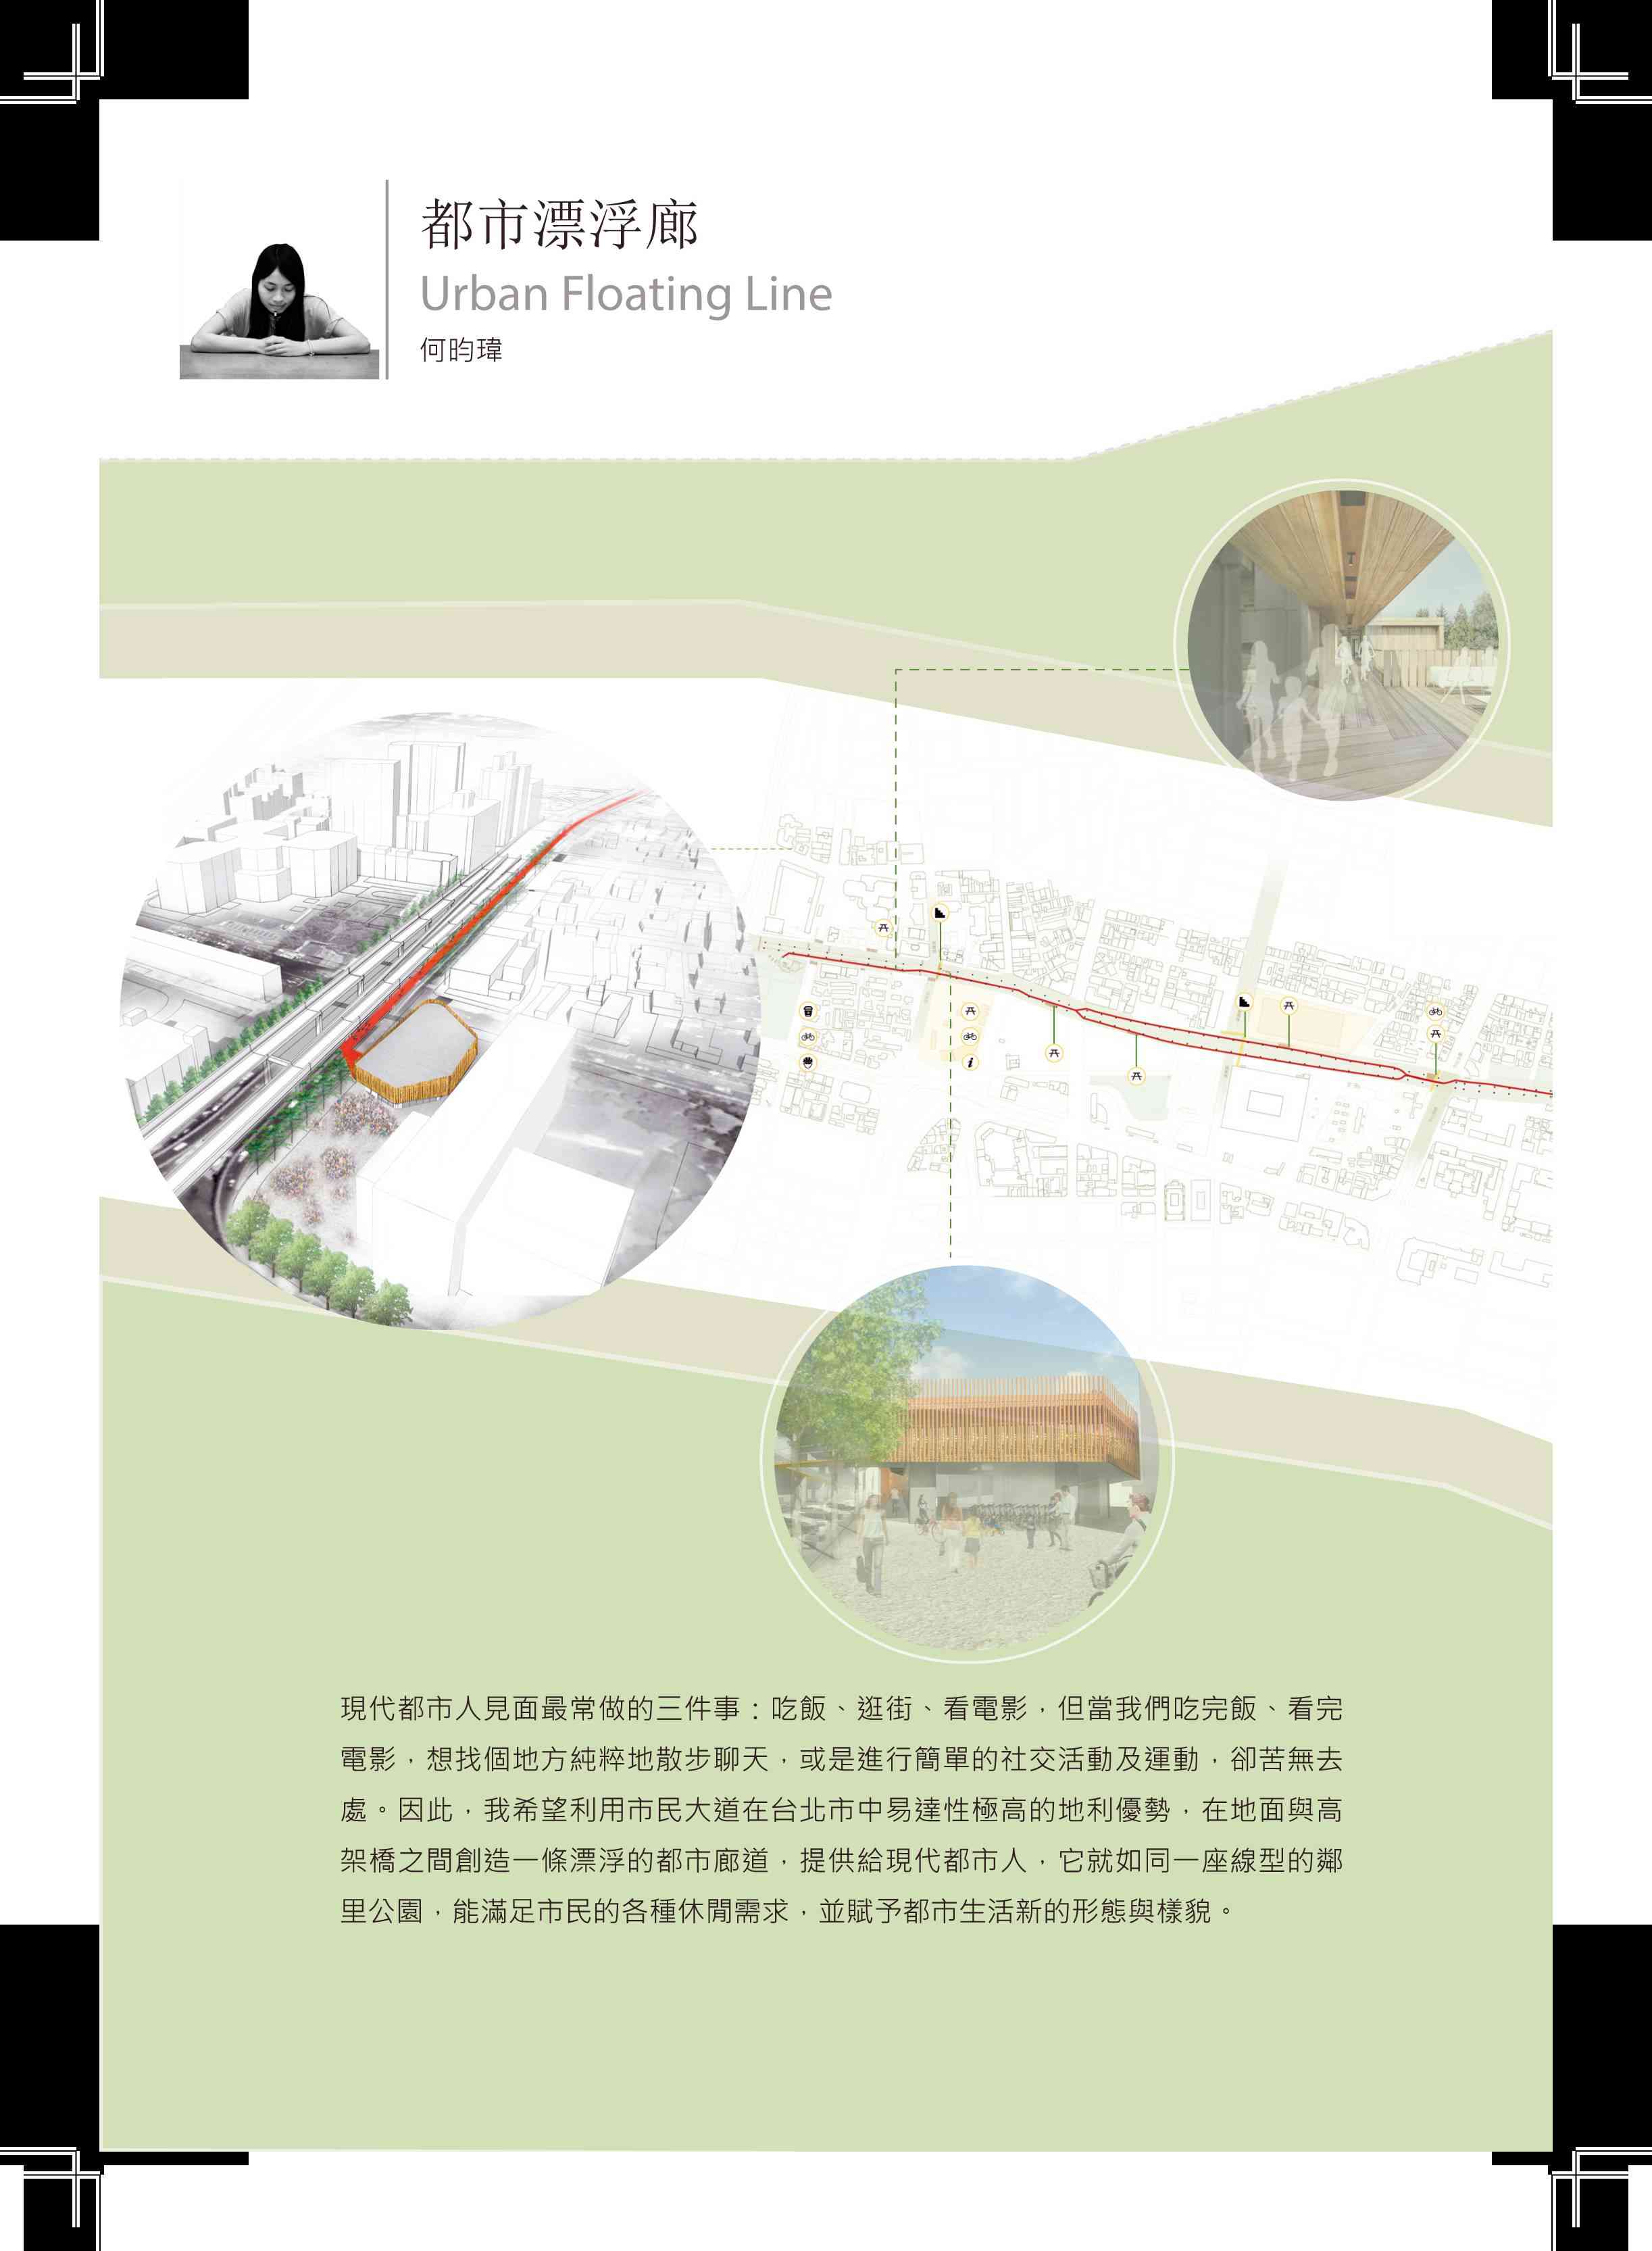 都市漂浮廊
Urban Floating Line
何昀瑋
現代都市人見面最常做的三件事：吃飯、逛街、看電影，但當我們吃完飯、看完
電影，想找個地方純粹地散步聊天，或是進行簡單的社交活動及運動，卻苦無去
處。因此，我希望利用市民大道在台北市中易達性極高的地利優勢，在地面與高
架橋之間創造一條漂浮的都市廊道，提供給現代都市人，它就如同一座線型的鄰
里公園，能滿足市民的各種休閒需求，並賦予都市生活新的形態與樣貌。